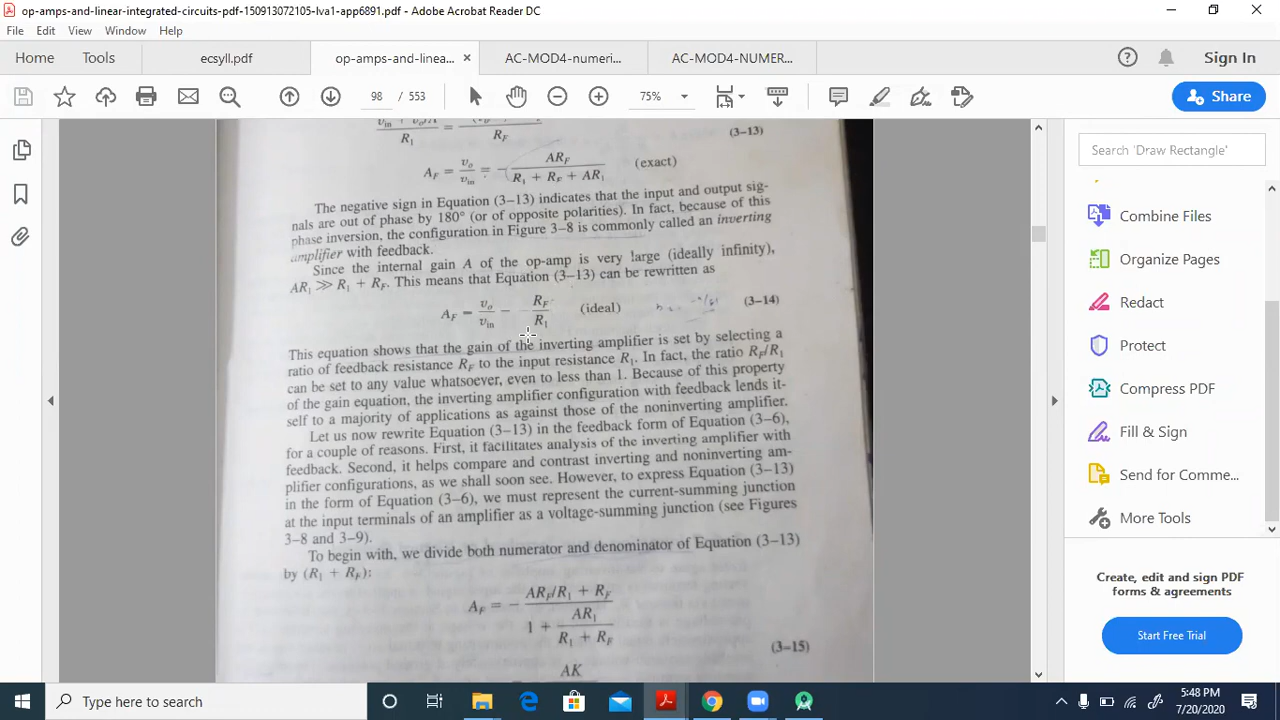 op-amps-and-linear-integrated-circuits-pdf-150913072105-lva1-app6891.pdf - Adobe Acrobat Reader DC
File Edit View Window Help
Home Tools ecsyll.pdf op-amps-and-linea... × AC-MOD4-numeri... AC-MOD4-NUMER... Sign In
98 / 553 75% Share
R₁ R_F (3–13)
A_F = v_o/v_in = − AR_F/(R₁ + R_F + AR₁) (exact)
The negative sign in Equation (3–13) indicates that the input and output sig-
nals are out of phase by 180° (or of opposite polarities). In fact, because of this
phase inversion, the configuration in Figure 3–8 is commonly called an inverting
amplifier with feedback.
Since the internal gain A of the op-amp is very large (ideally infinity),
AR₁ ≫ R₁ + R_F. This means that Equation (3–13) can be rewritten as
A_F = v_o/v_in − R_F/R₁ (ideal) (3–14)
This equation shows that the gain of the inverting amplifier is set by selecting a
ratio of feedback resistance R_F to the input resistance R₁. In fact, the ratio R_F/R₁
can be set to any value whatsoever, even to less than 1. Because of this property
of the gain equation, the inverting amplifier configuration with feedback lends it-
self to a majority of applications as against those of the noninverting amplifier.
Let us now rewrite Equation (3–13) in the feedback form of Equation (3–6),
for a couple of reasons. First, it facilitates analysis of the inverting amplifier with
feedback. Second, it helps compare and contrast inverting and noninverting am-
plifier configurations, as we shall soon see. However, to express Equation (3–13)
in the form of Equation (3–6), we must represent the current-summing junction
at the input terminals of an amplifier as a voltage-summing junction (see Figures
3–8 and 3–9).
To begin with, we divide both numerator and denominator of Equation (3–13)
by (R₁ + R_F):
A_F = − AR_F/R₁ + R_F
1 + AR₁/(R₁ + R_F)
(3–15)
AK
Search 'Draw Rectangle'
Combine Files
Organize Pages
Redact
Protect
Compress PDF
Fill & Sign
Send for Comme...
More Tools
Create, edit and sign PDF
forms & agreements
Start Free Trial
Type here to search
5:48 PM
7/20/2020